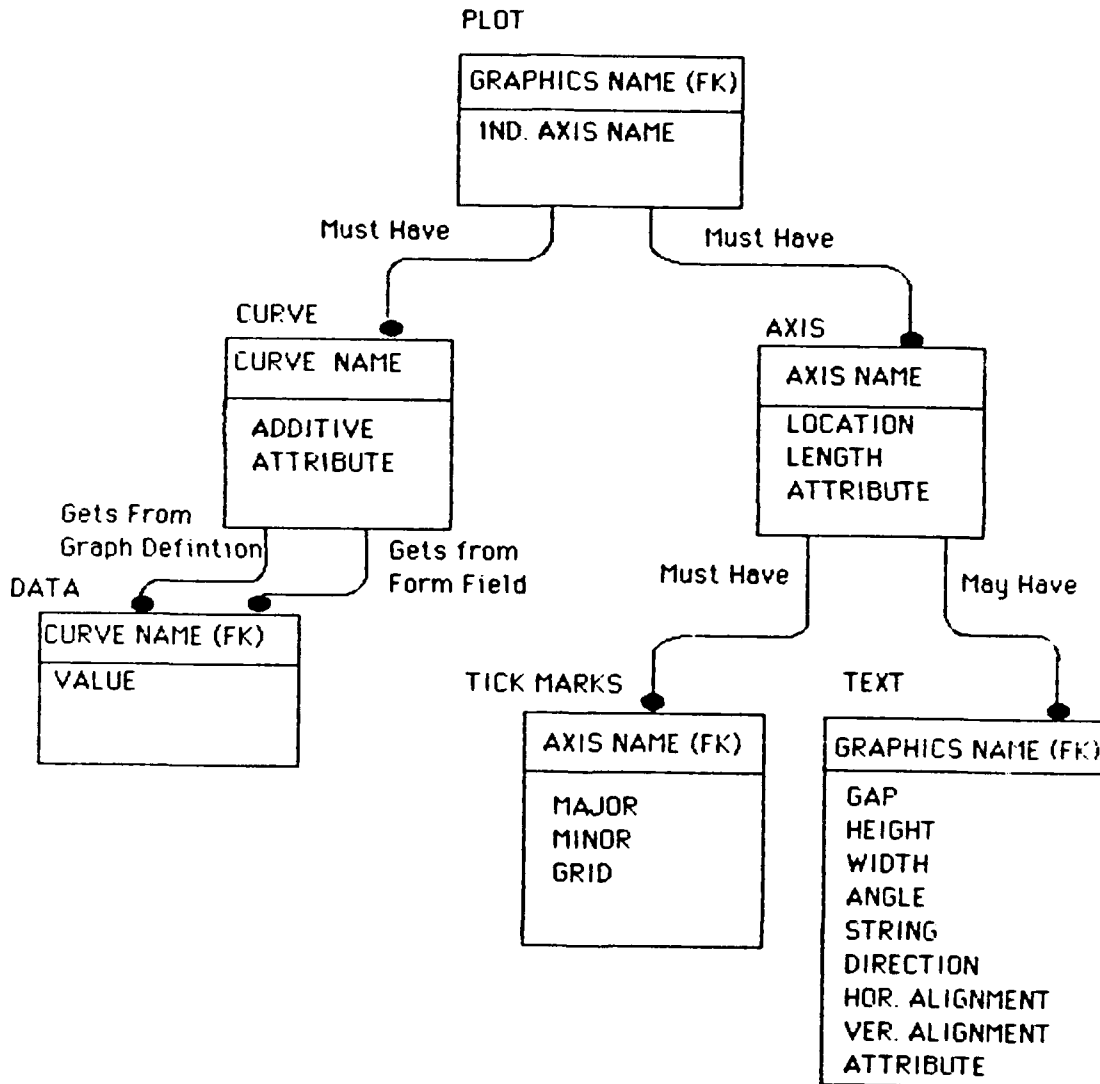 PLOT
GRAPHICS NAME (FK)
IND. AXIS NAME
Must Have
Must Have
CURVE
CURVE NAME
ADDITIVE
ATTRIBUTE
AXIS
AXIS NAME
LOCATION
LENGTH
ATTRIBUTE
Gets From
Graph Defintion
Gets from
Form Field
Must Have
May Have
DATA
CURVE NAME (FK)
VALUE
TICK MARKS
AXIS NAME (FK)
MAJOR
MINOR
GRID
TEXT
GRAPHICS NAME (FK)
GAP
HEIGHT
WIDTH
ANGLE
STRING
DIRECTION
HOR. ALIGNMENT
VER. ALIGNMENT
ATTRIBUTE